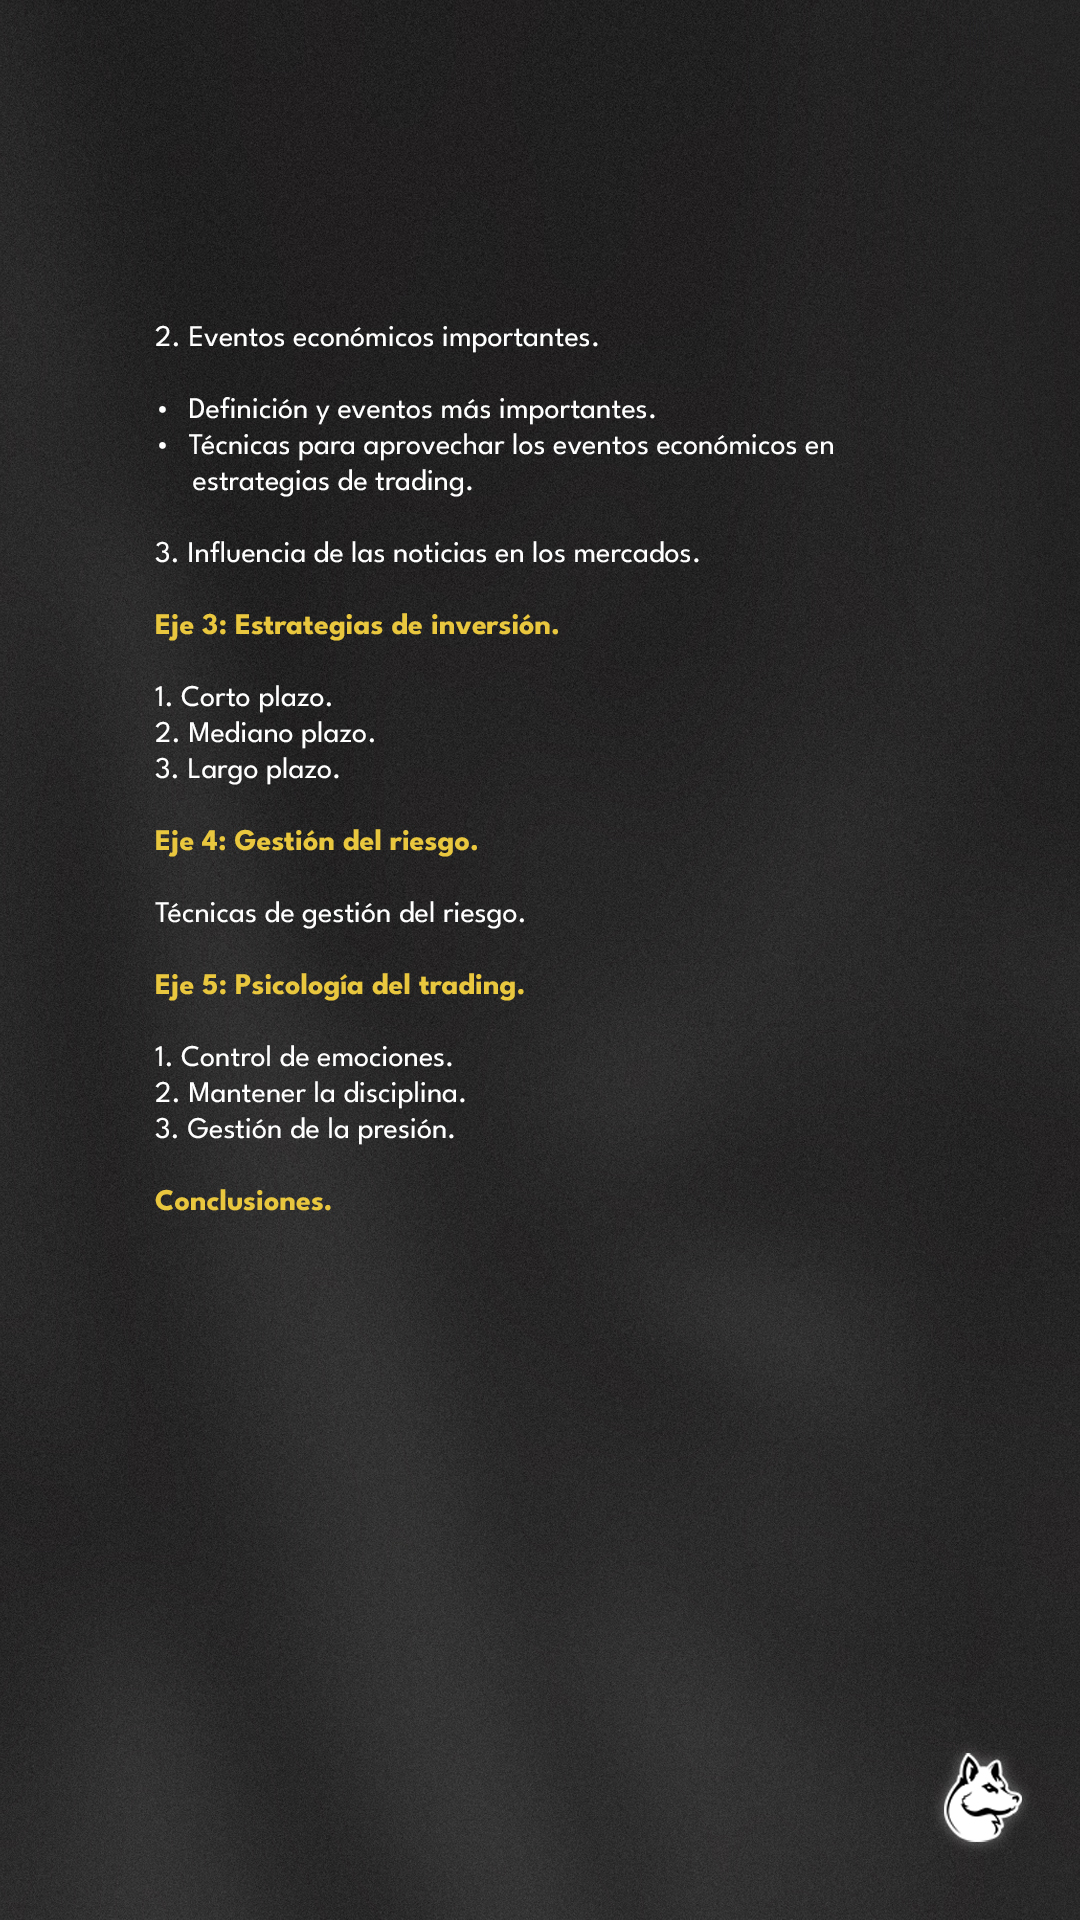 2. Eventos económicos importantes.
• Definición y eventos más importantes.
• Técnicas para aprovechar los eventos económicos en
estrategias de trading.
3. Influencia de las noticias en los mercados.
Eje 3: Estrategias de inversión.
1. Corto plazo.
2. Mediano plazo.
3. Largo plazo.
Eje 4: Gestión del riesgo.
Técnicas de gestión del riesgo.
Eje 5: Psicología del trading.
1. Control de emociones.
2. Mantener la disciplina.
3. Gestión de la presión.
Conclusiones.